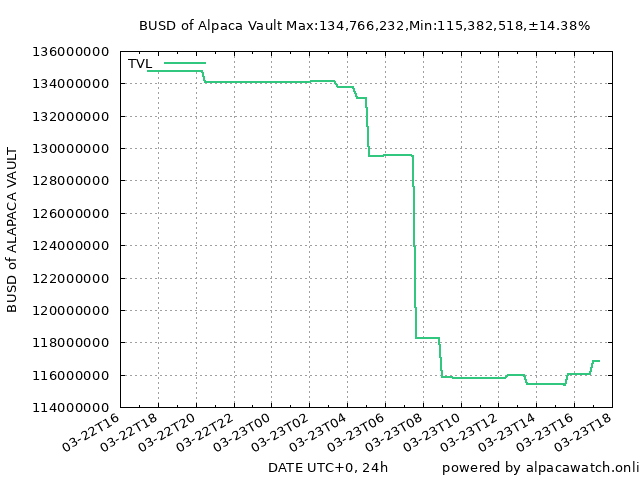 BUSD of Alpaca Vault Max:134,766,232,Min:115,382,518,±14.38%
TVL
136000000
134000000
132000000
130000000
128000000
126000000
124000000
122000000
120000000
118000000
116000000
114000000
BUSD of ALAPACA VAULT
03-22T16
03-22T18
03-22T20
03-22T22
03-23T00
03-23T02
03-23T04
03-23T06
03-23T08
03-23T10
03-23T12
03-23T14
03-23T16
03-23T18
DATE UTC+0, 24h
powered by alpacawatch.onli